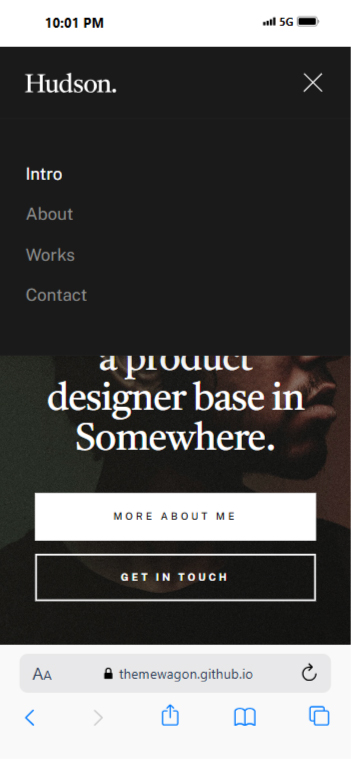 10:01 PM
5G
Hudson.
Intro
About
Works
Contact
a product
designer base in
Somewhere.
MORE ABOUT ME
GET IN TOUCH
AA
themewagon.github.io